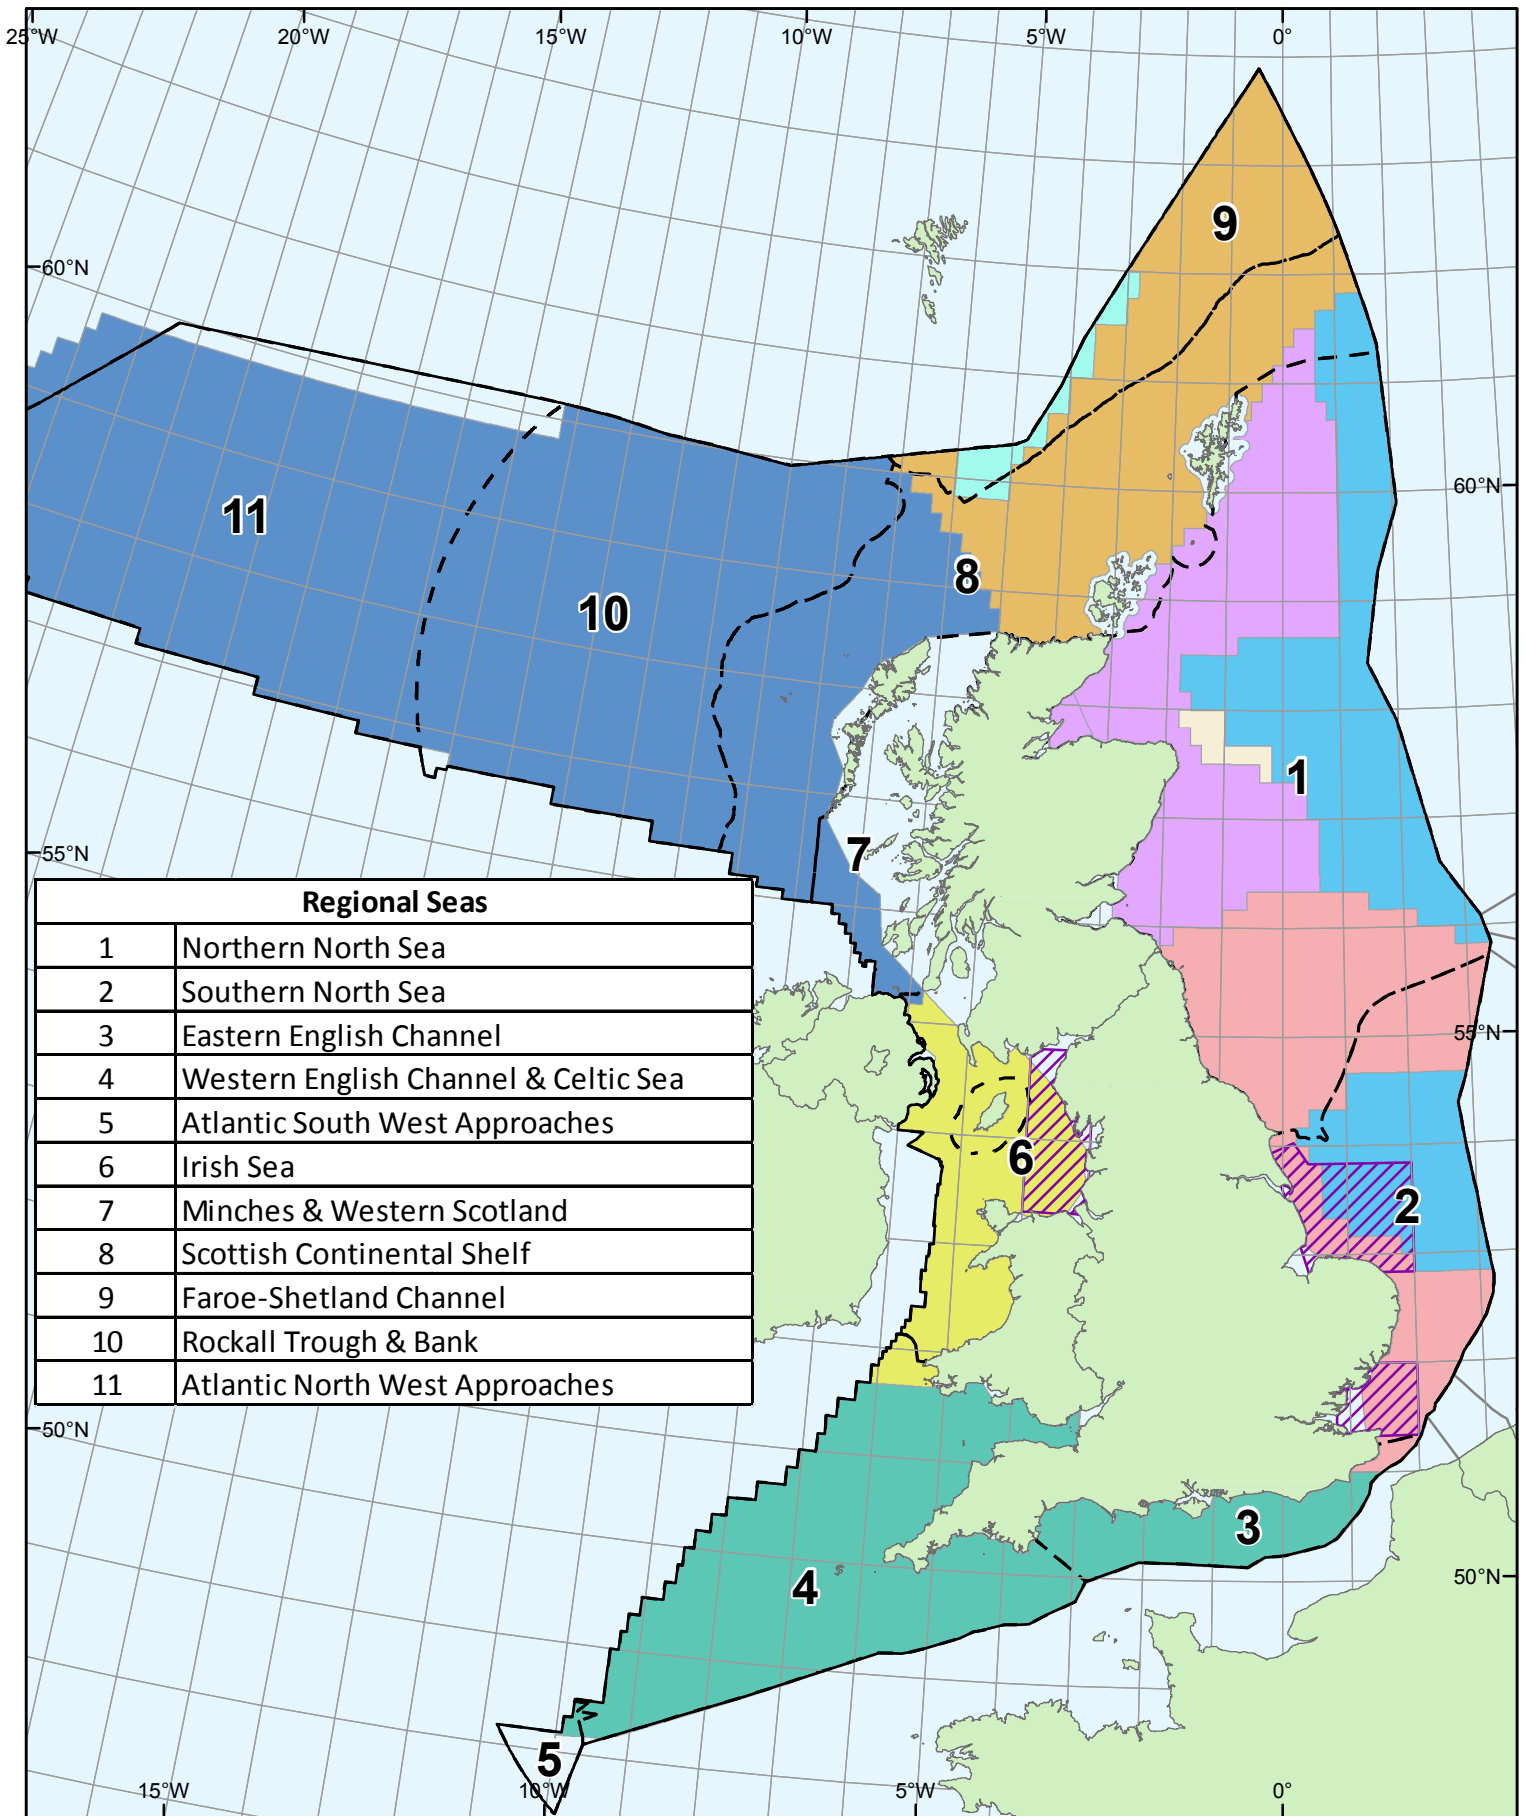 25°W 20°W 15°W 10°W 5°W 0°
9
60°N
60°N
11
8
10
1
7
55°N
Regional Seas
1 Northern North Sea
2 Southern North Sea
3 Eastern English Channel
4 Western English Channel & Celtic Sea
5 Atlantic South West Approaches
6 Irish Sea
7 Minches & Western Scotland
8 Scottish Continental Shelf
9 Faroe-Shetland Channel
10 Rockall Trough & Bank
11 Atlantic North West Approaches
55°N
6
2
50°N
3
50°N
4
5
15°W 10°W 5°W 0°